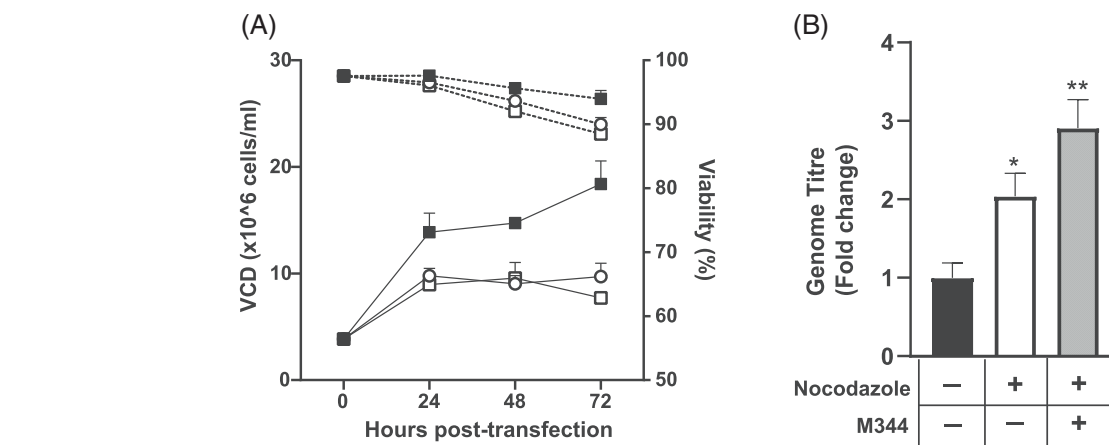 (A)
30
20
10
0
VCD (x10^6 cells/ml)
100
90
80
70
60
50
Viability (%)
0 24 48 72
Hours post-transfection
(B)
4
3
2
1
0
Genome Titre
(Fold change)
*
**
Nocodazole − + +
M344 − − +